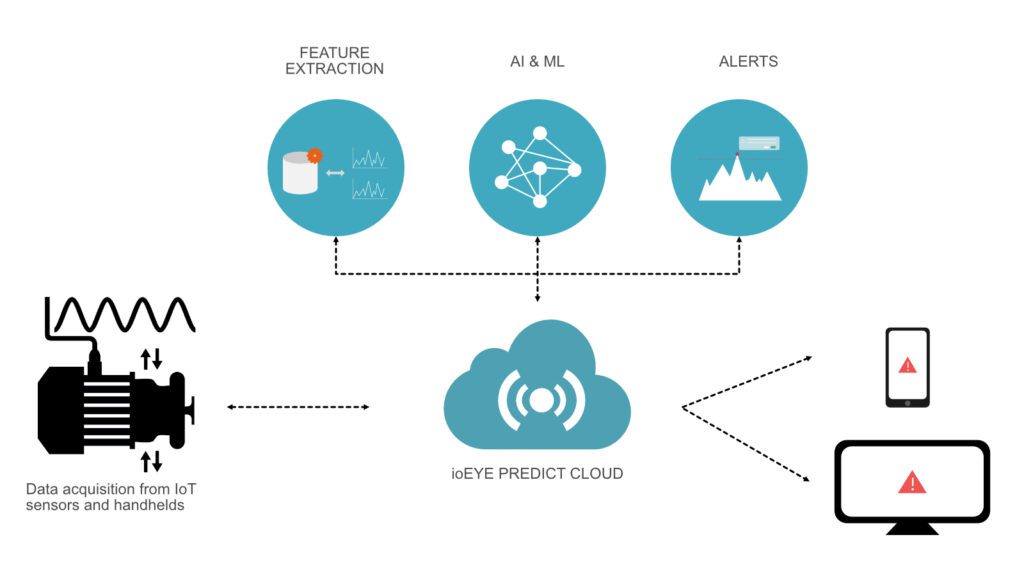 FEATURE
EXTRACTION
AI & ML
ALERTS
ioEYE PREDICT CLOUD
Data acquisition from IoT
sensors and handhelds